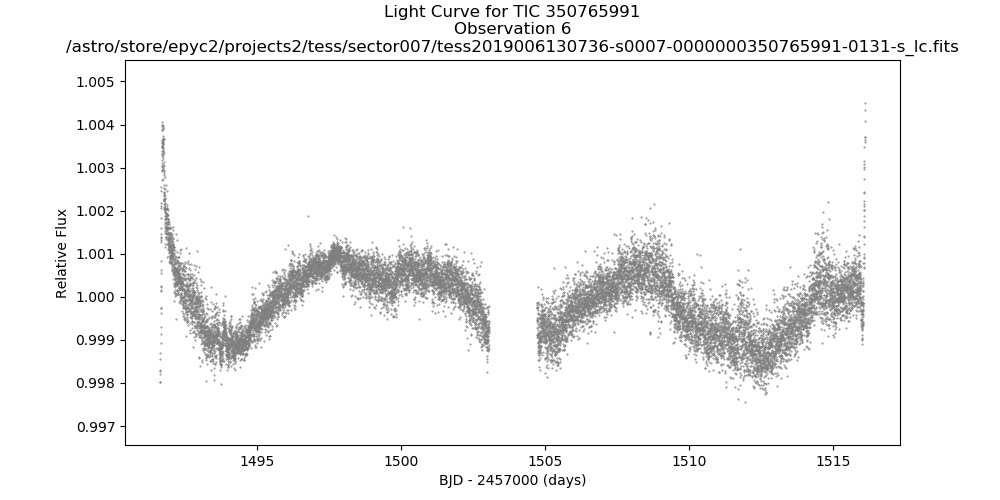 Light Curve for TIC 350765991
Observation 6
/astro/store/epyc2/projects2/tess/sector007/tess2019006130736-s0007-0000000350765991-0131-s_lc.fits
1.005
1.004
1.003
1.002
1.001
1.000
0.999
0.998
0.997
Relative Flux
1495
1500
1505
1510
1515
BJD - 2457000 (days)